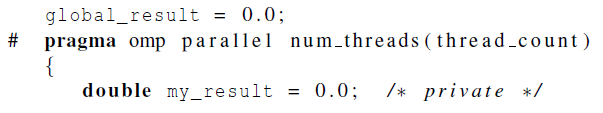 global_result = 0.0;
# pragma omp parallel num_threads(thread_count)
{
double my_result = 0.0; /* private */